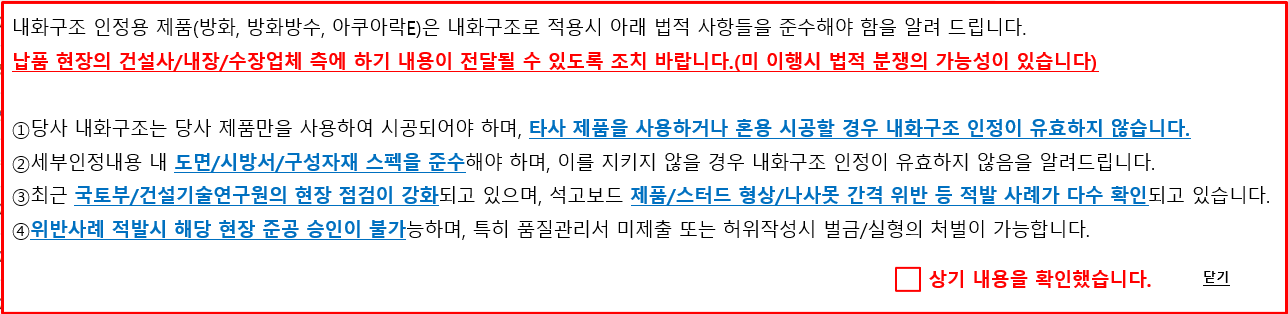 내화구조 인정용 제품(방화, 방화방수, 아쿠아락E)은 내화구조로 적용시 아래 법적 사항들을 준수해야 함을 알려 드립니다.
납품 현장의 건설사/내장/수장업체 측에 하기 내용이 전달될 수 있도록 조치 바랍니다.(미 이행시 법적 분쟁의 가능성이 있습니다)
①당사 내화구조는 당사 제품만을 사용하여 시공되어야 하며, 타사 제품을 사용하거나 혼용 시공할 경우 내화구조 인정이 유효하지 않습니다.
②세부인정내용 내 도면/시방서/구성자재 스펙을 준수해야 하며, 이를 지키지 않을 경우 내화구조 인정이 유효하지 않음을 알려드립니다.
③최근 국토부/건설기술연구원의 현장 점검이 강화되고 있으며, 석고보드 제품/스터드 형상/나사못 간격 위반 등 적발 사례가 다수 확인되고 있습니다.
④위반사례 적발시 해당 현장 준공 승인이 불가능하며, 특히 품질관리서 미제출 또는 허위작성시 벌금/실형의 처벌이 가능합니다.
상기 내용을 확인했습니다. 닫기